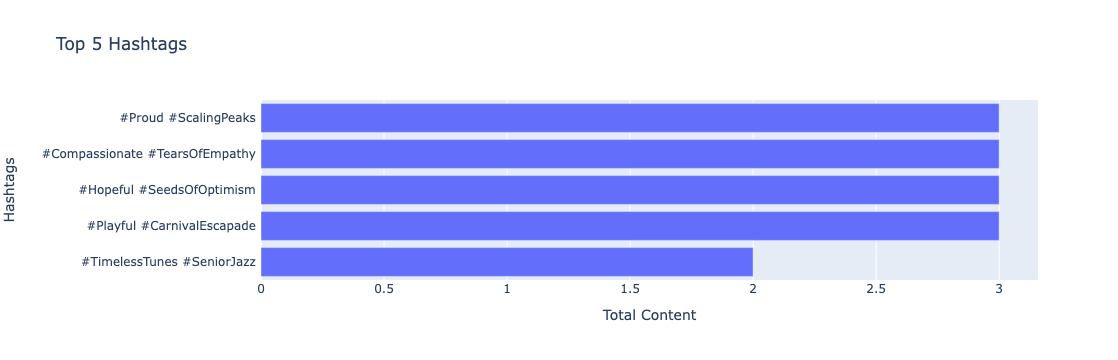 Top 5 Hashtags
Hashtags
#Proud #ScalingPeaks
#Compassionate #TearsOfEmpathy
#Hopeful #SeedsOfOptimism
#Playful #CarnivalEscapade
#TimelessTunes #SeniorJazz
0 0.5 1 1.5 2 2.5 3
Total Content